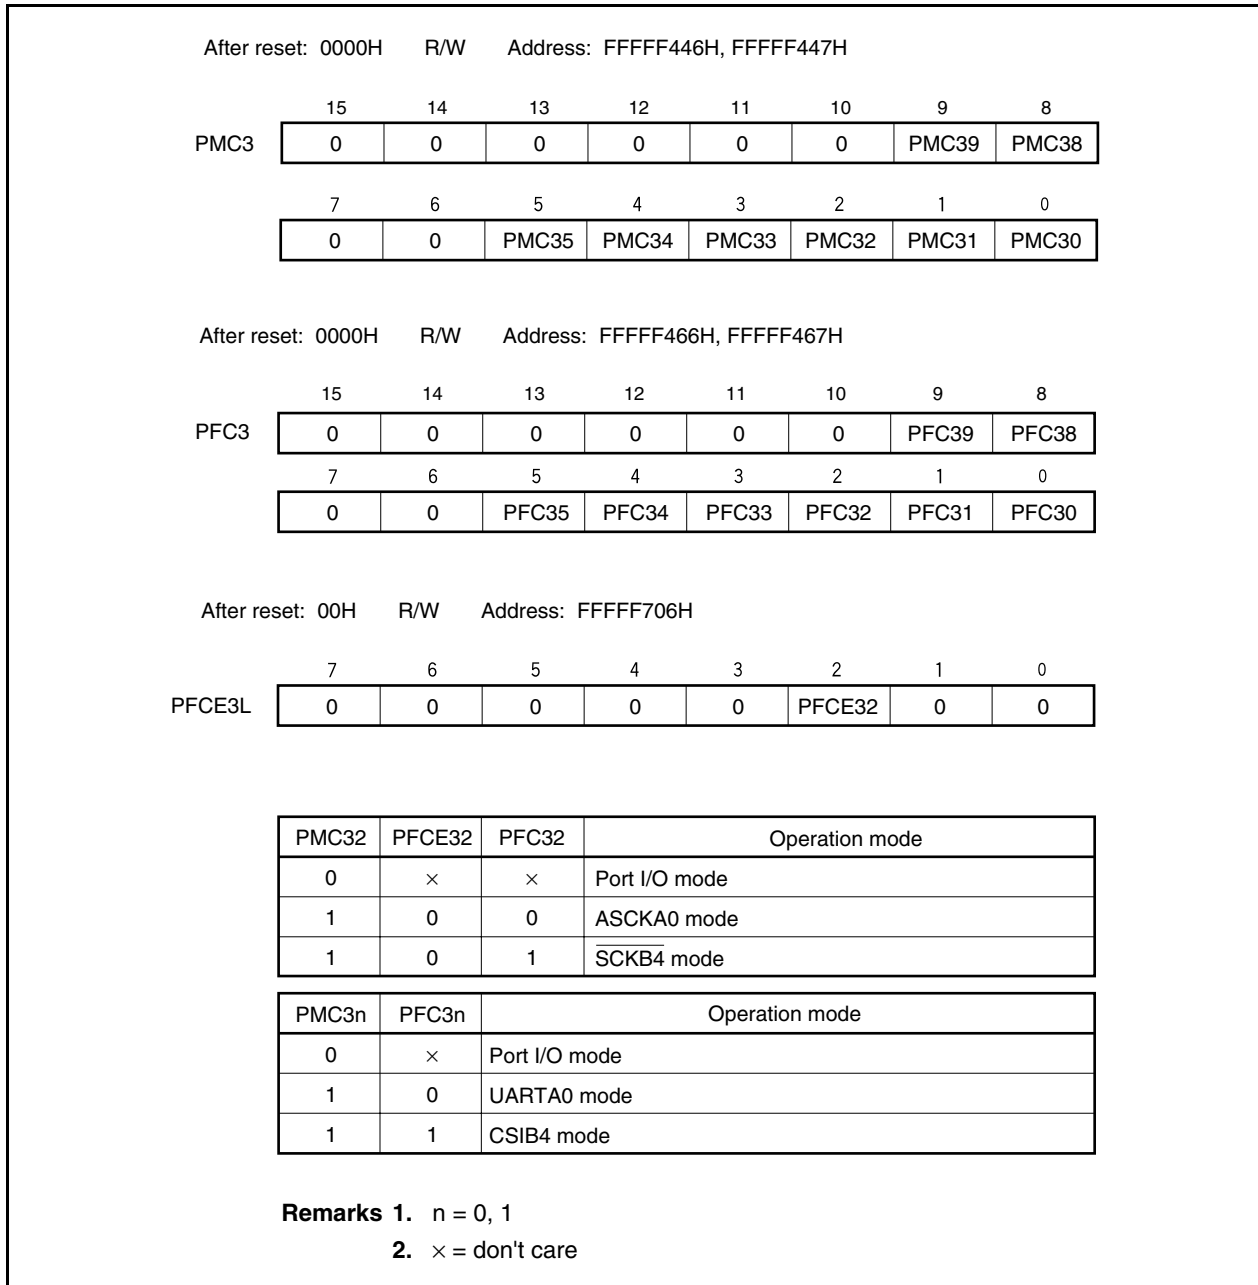 After reset: 0000H R/W Address: FFFFF446H, FFFFF447H
15 14 13 12 11 10 9 8
PMC3 0 0 0 0 0 0 PMC39 PMC38
7 6 5 4 3 2 1 0
0 0 PMC35 PMC34 PMC33 PMC32 PMC31 PMC30
After reset: 0000H R/W Address: FFFFF466H, FFFFF467H
15 14 13 12 11 10 9 8
PFC3 0 0 0 0 0 0 PFC39 PFC38
7 6 5 4 3 2 1 0
0 0 PFC35 PFC34 PFC33 PFC32 PFC31 PFC30
After reset: 00H R/W Address: FFFFF706H
7 6 5 4 3 2 1 0
PFCE3L 0 0 0 0 0 PFCE32 0 0
PMC32 PFCE32 PFC32 Operation mode
0 × × Port I/O mode
1 0 0 ASCKA0 mode
1 0 1 S̅C̅K̅B̅4̅ mode
PMC3n PFC3n Operation mode
0 × Port I/O mode
1 0 UARTA0 mode
1 1 CSIB4 mode
Remarks 1. n = 0, 1
2. × = don't care